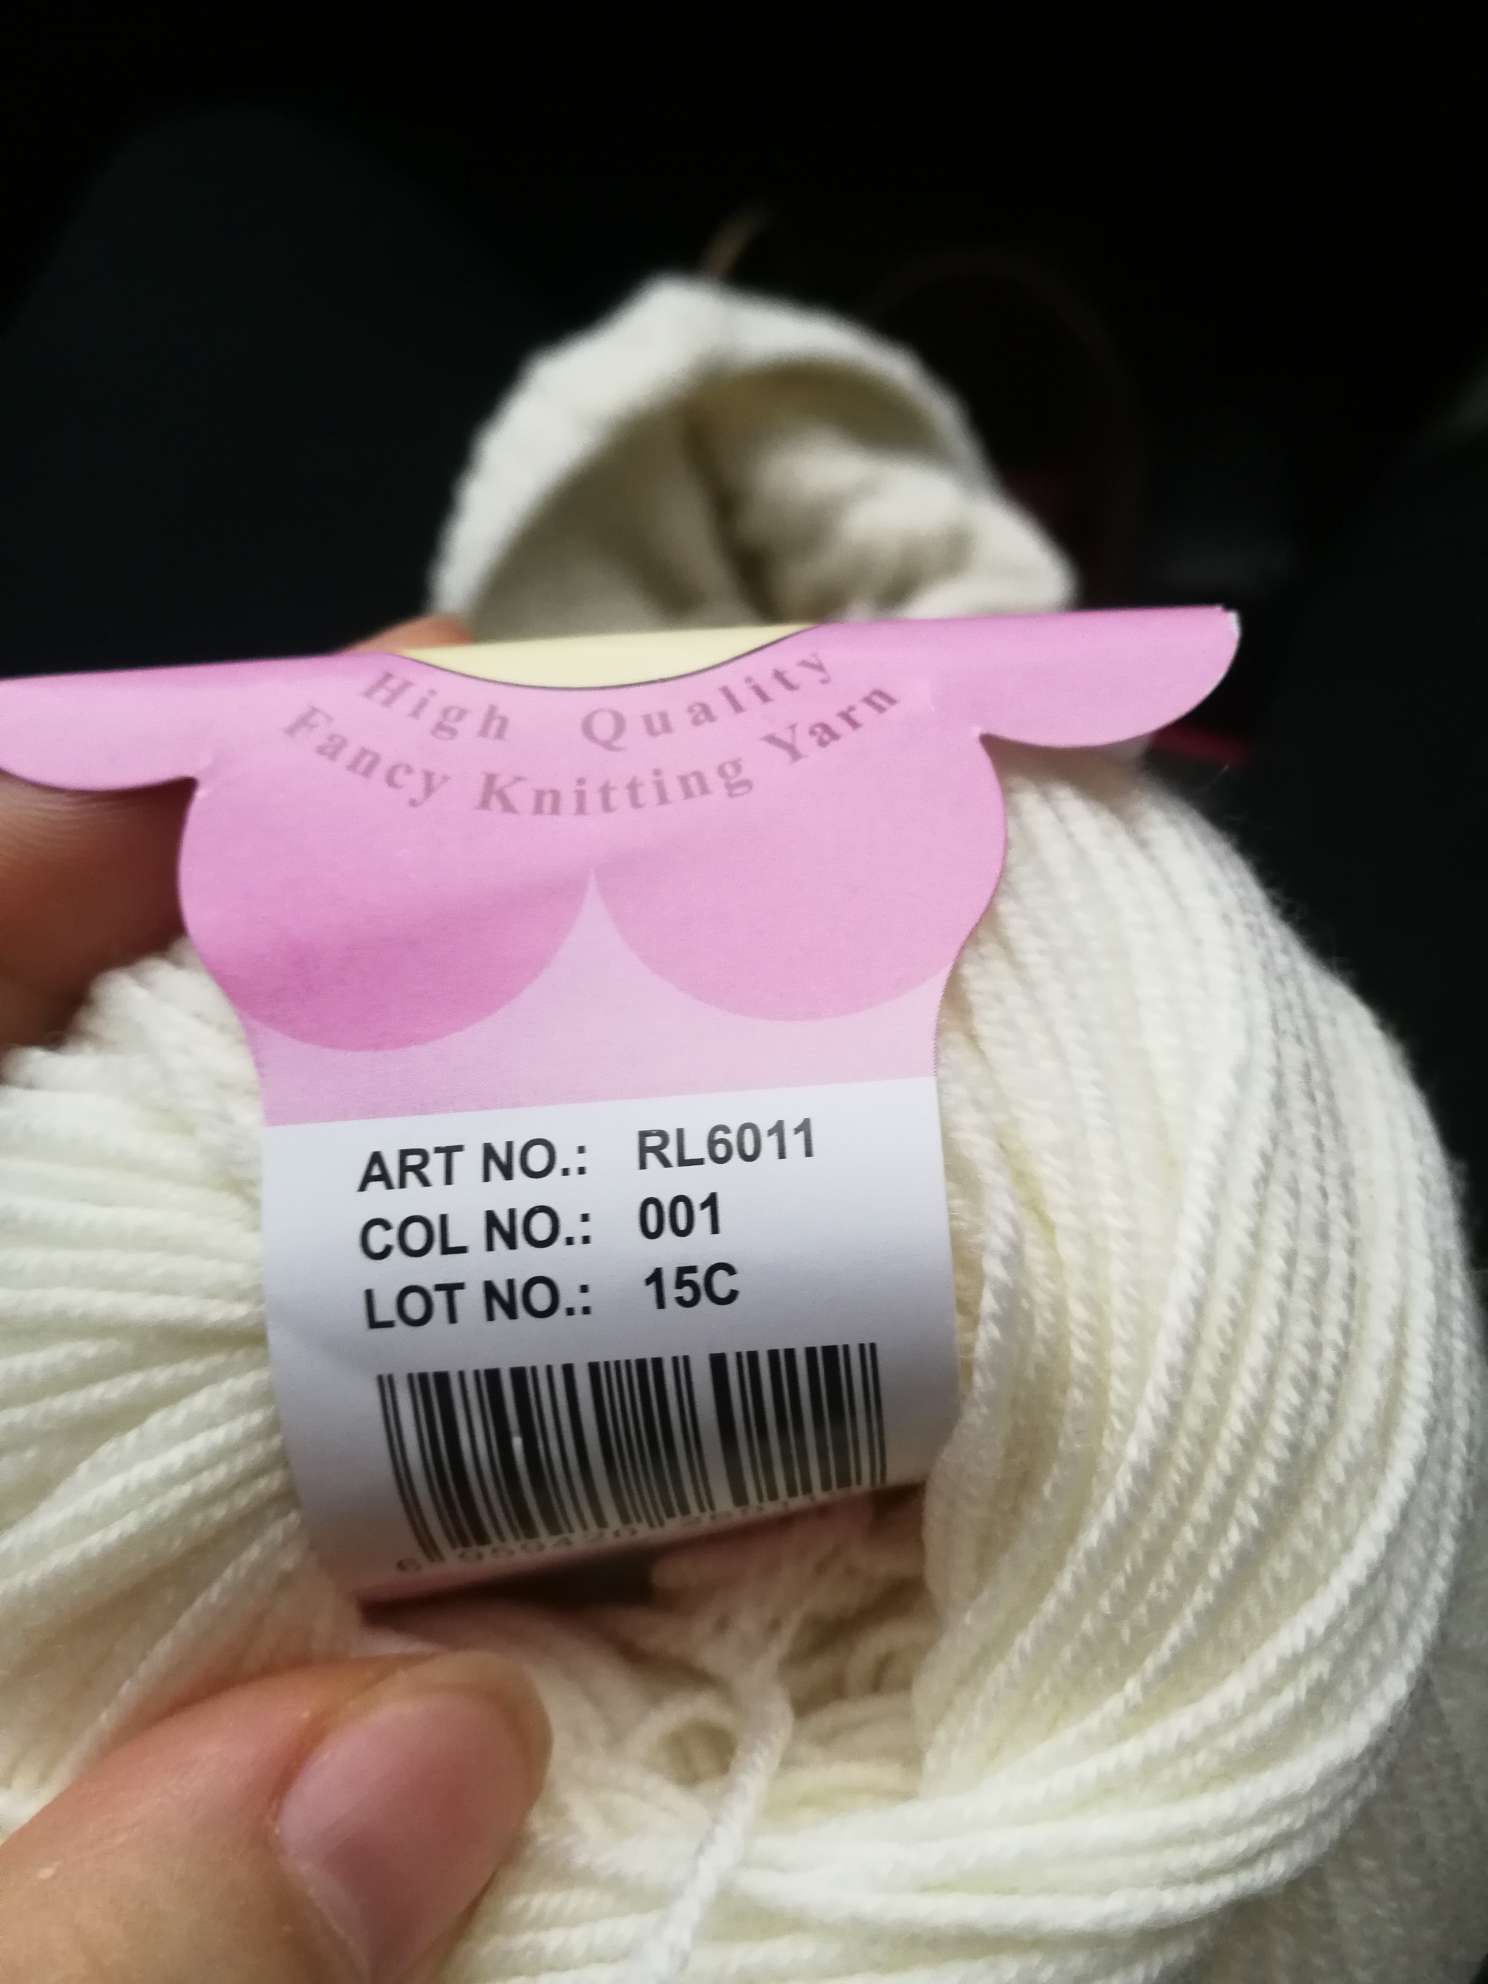 High Quality
Fancy Knitting Yarn
ART NO.: RL6011
COL NO.: 001
LOT NO.: 15C